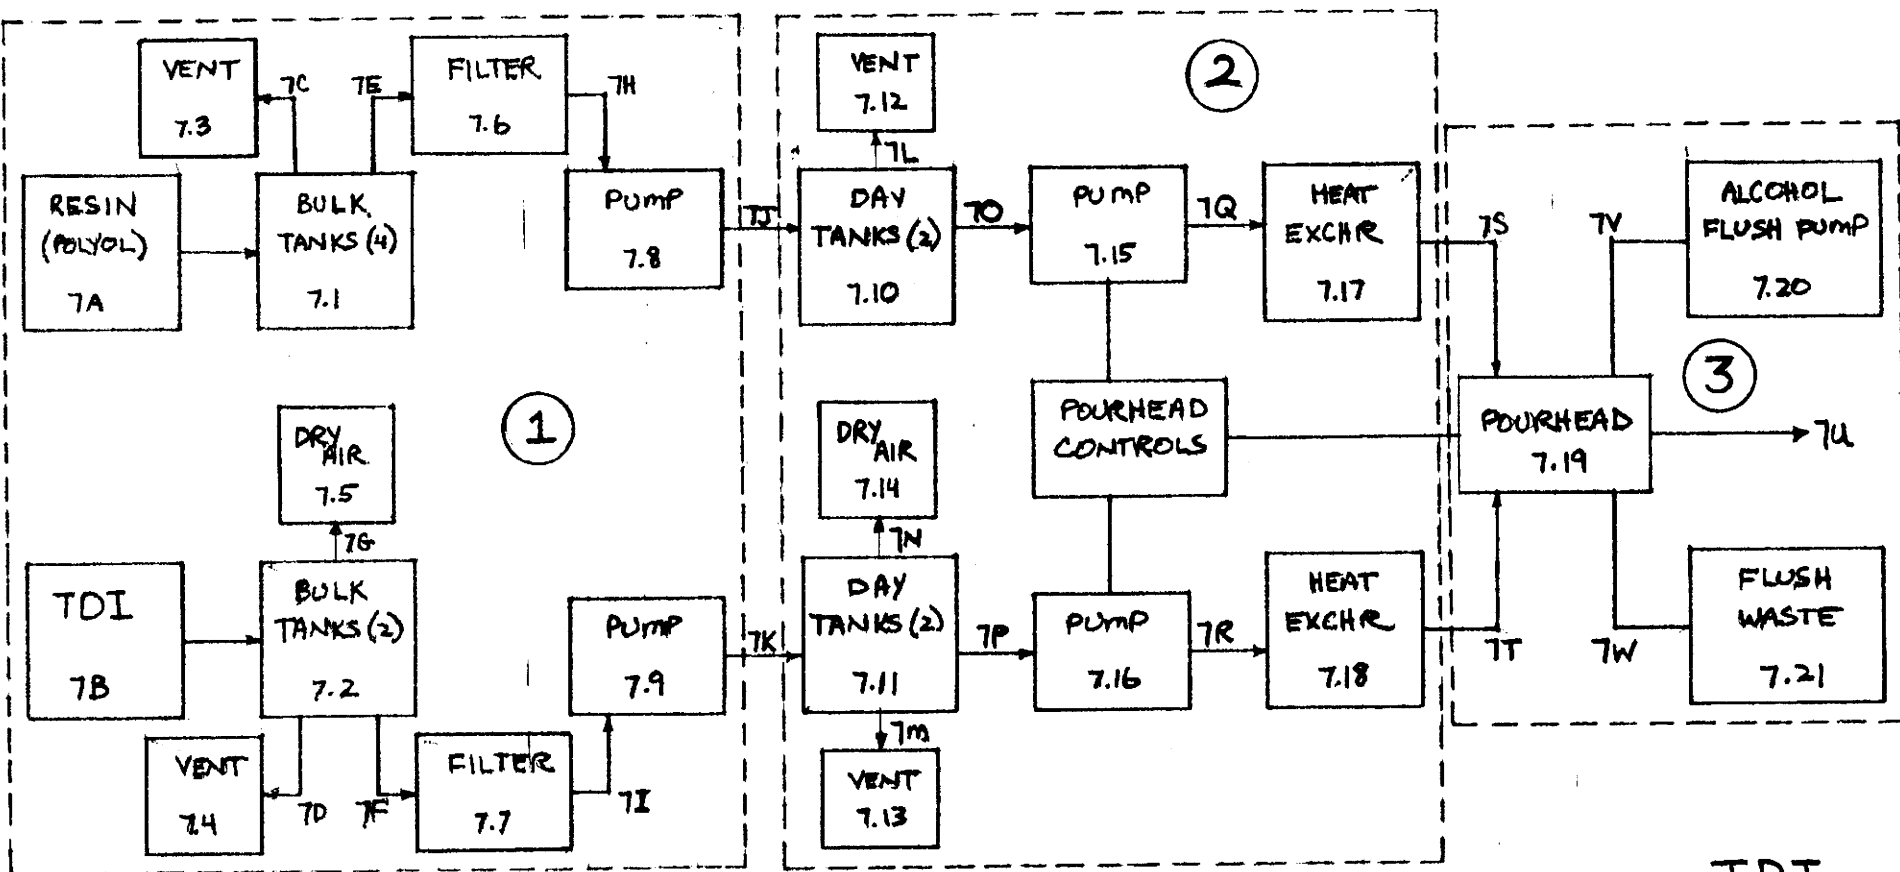 VENT
7.3
7C
7E
FILTER
7.6
7H
RESIN
(POLYOL)
7A
BULK
TANKS (4)
7.1
PUMP
7.8
7J
1
DRY
AIR
7.5
7G
TDI
7B
BULK
TANKS (2)
7.2
PUMP
7.9
7K
VENT
7.4
7D
7F
FILTER
7.7
7I
VENT
7.12
7L
2
DAY
TANKS (2)
7.10
7O
PUMP
7.15
7Q
HEAT
EXCHR
7.17
7S
DRY
AIR
7.14
7N
POURHEAD
CONTROLS
DAY
TANKS (2)
7.11
7P
PUMP
7.16
7R
HEAT
EXCHR
7.18
7T
7M
VENT
7.13
7V
ALCOHOL
FLUSH PUMP
7.20
3
POURHEAD
7.19
7U
7W
FLUSH
WASTE
7.21